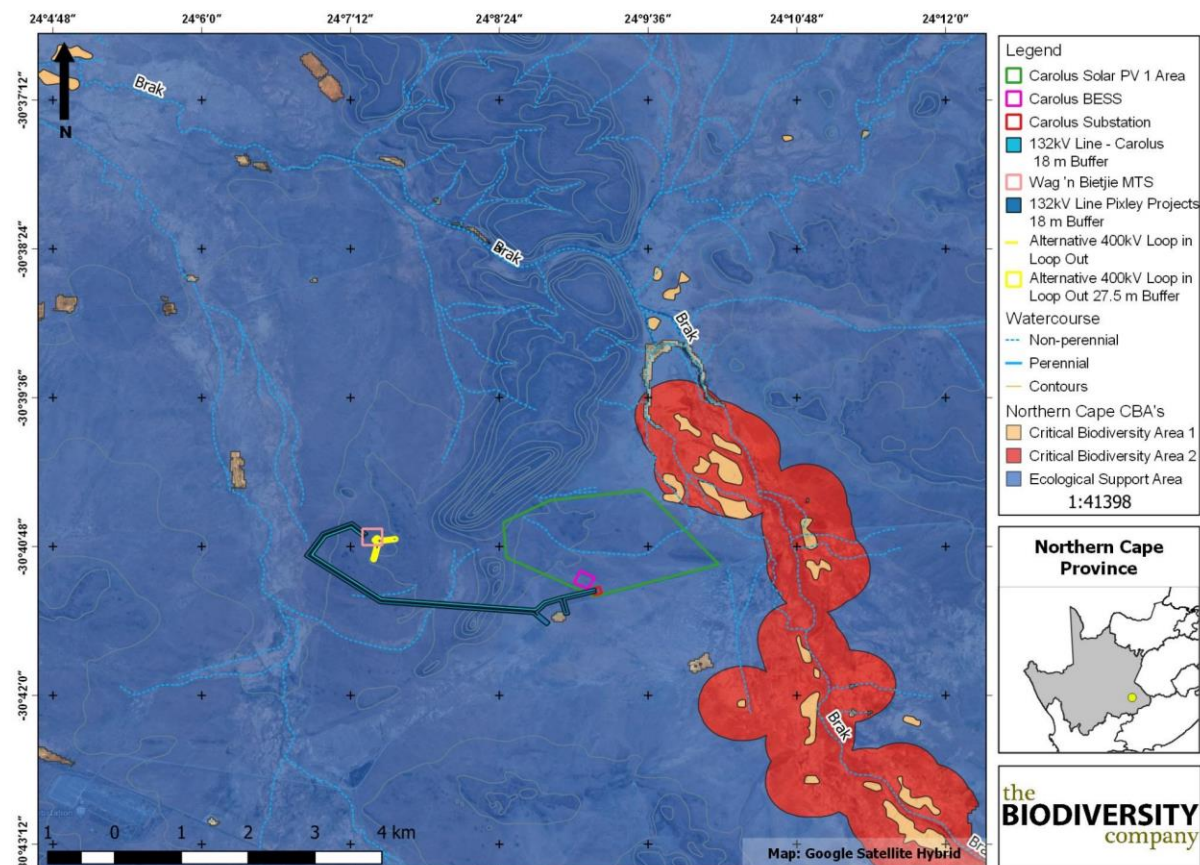 24°4'48" 24°6'0" 24°7'12" 24°8'24" 24°9'36" 24°10'48" 24°12'0"
-30°37'12"
-30°38'24"
-30°39'36"
-30°40'48"
-30°42'0"
-30°43'12"
N
Brak
Brak
Brak
Brak
1 0 1 2 3 4 km
Map: Google Satellite Hybrid
Legend
Carolus Solar PV 1 Area
Carolus BESS
Carolus Substation
132kV Line - Carolus
18 m Buffer
Wag 'n Bietjie MTS
132kV Line Pixley Projects
18 m Buffer
Alternative 400kV Loop in
Loop Out
Alternative 400kV Loop in
Loop Out 27.5 m Buffer
Watercourse
Non-perennial
Perennial
Contours
Northern Cape CBA's
Critical Biodiversity Area 1
Critical Biodiversity Area 2
Ecological Support Area
1:41398
Northern Cape
Province
the
BIODIVERSITY
company